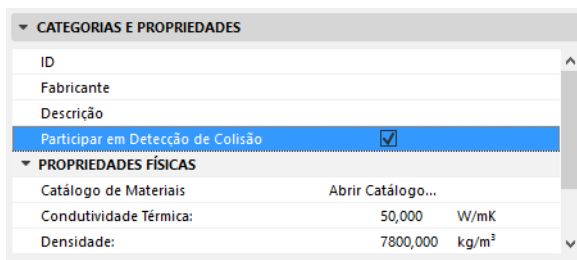 CATEGORIAS E PROPRIEDADES
ID
Fabricante
Descrição
Participar em Detecção de Colisão
PROPRIEDADES FÍSICAS
Catálogo de Materiais Abrir Catálogo...
Condutividade Térmica: 50,000 W/mK
Densidade: 7800,000 kg/m³